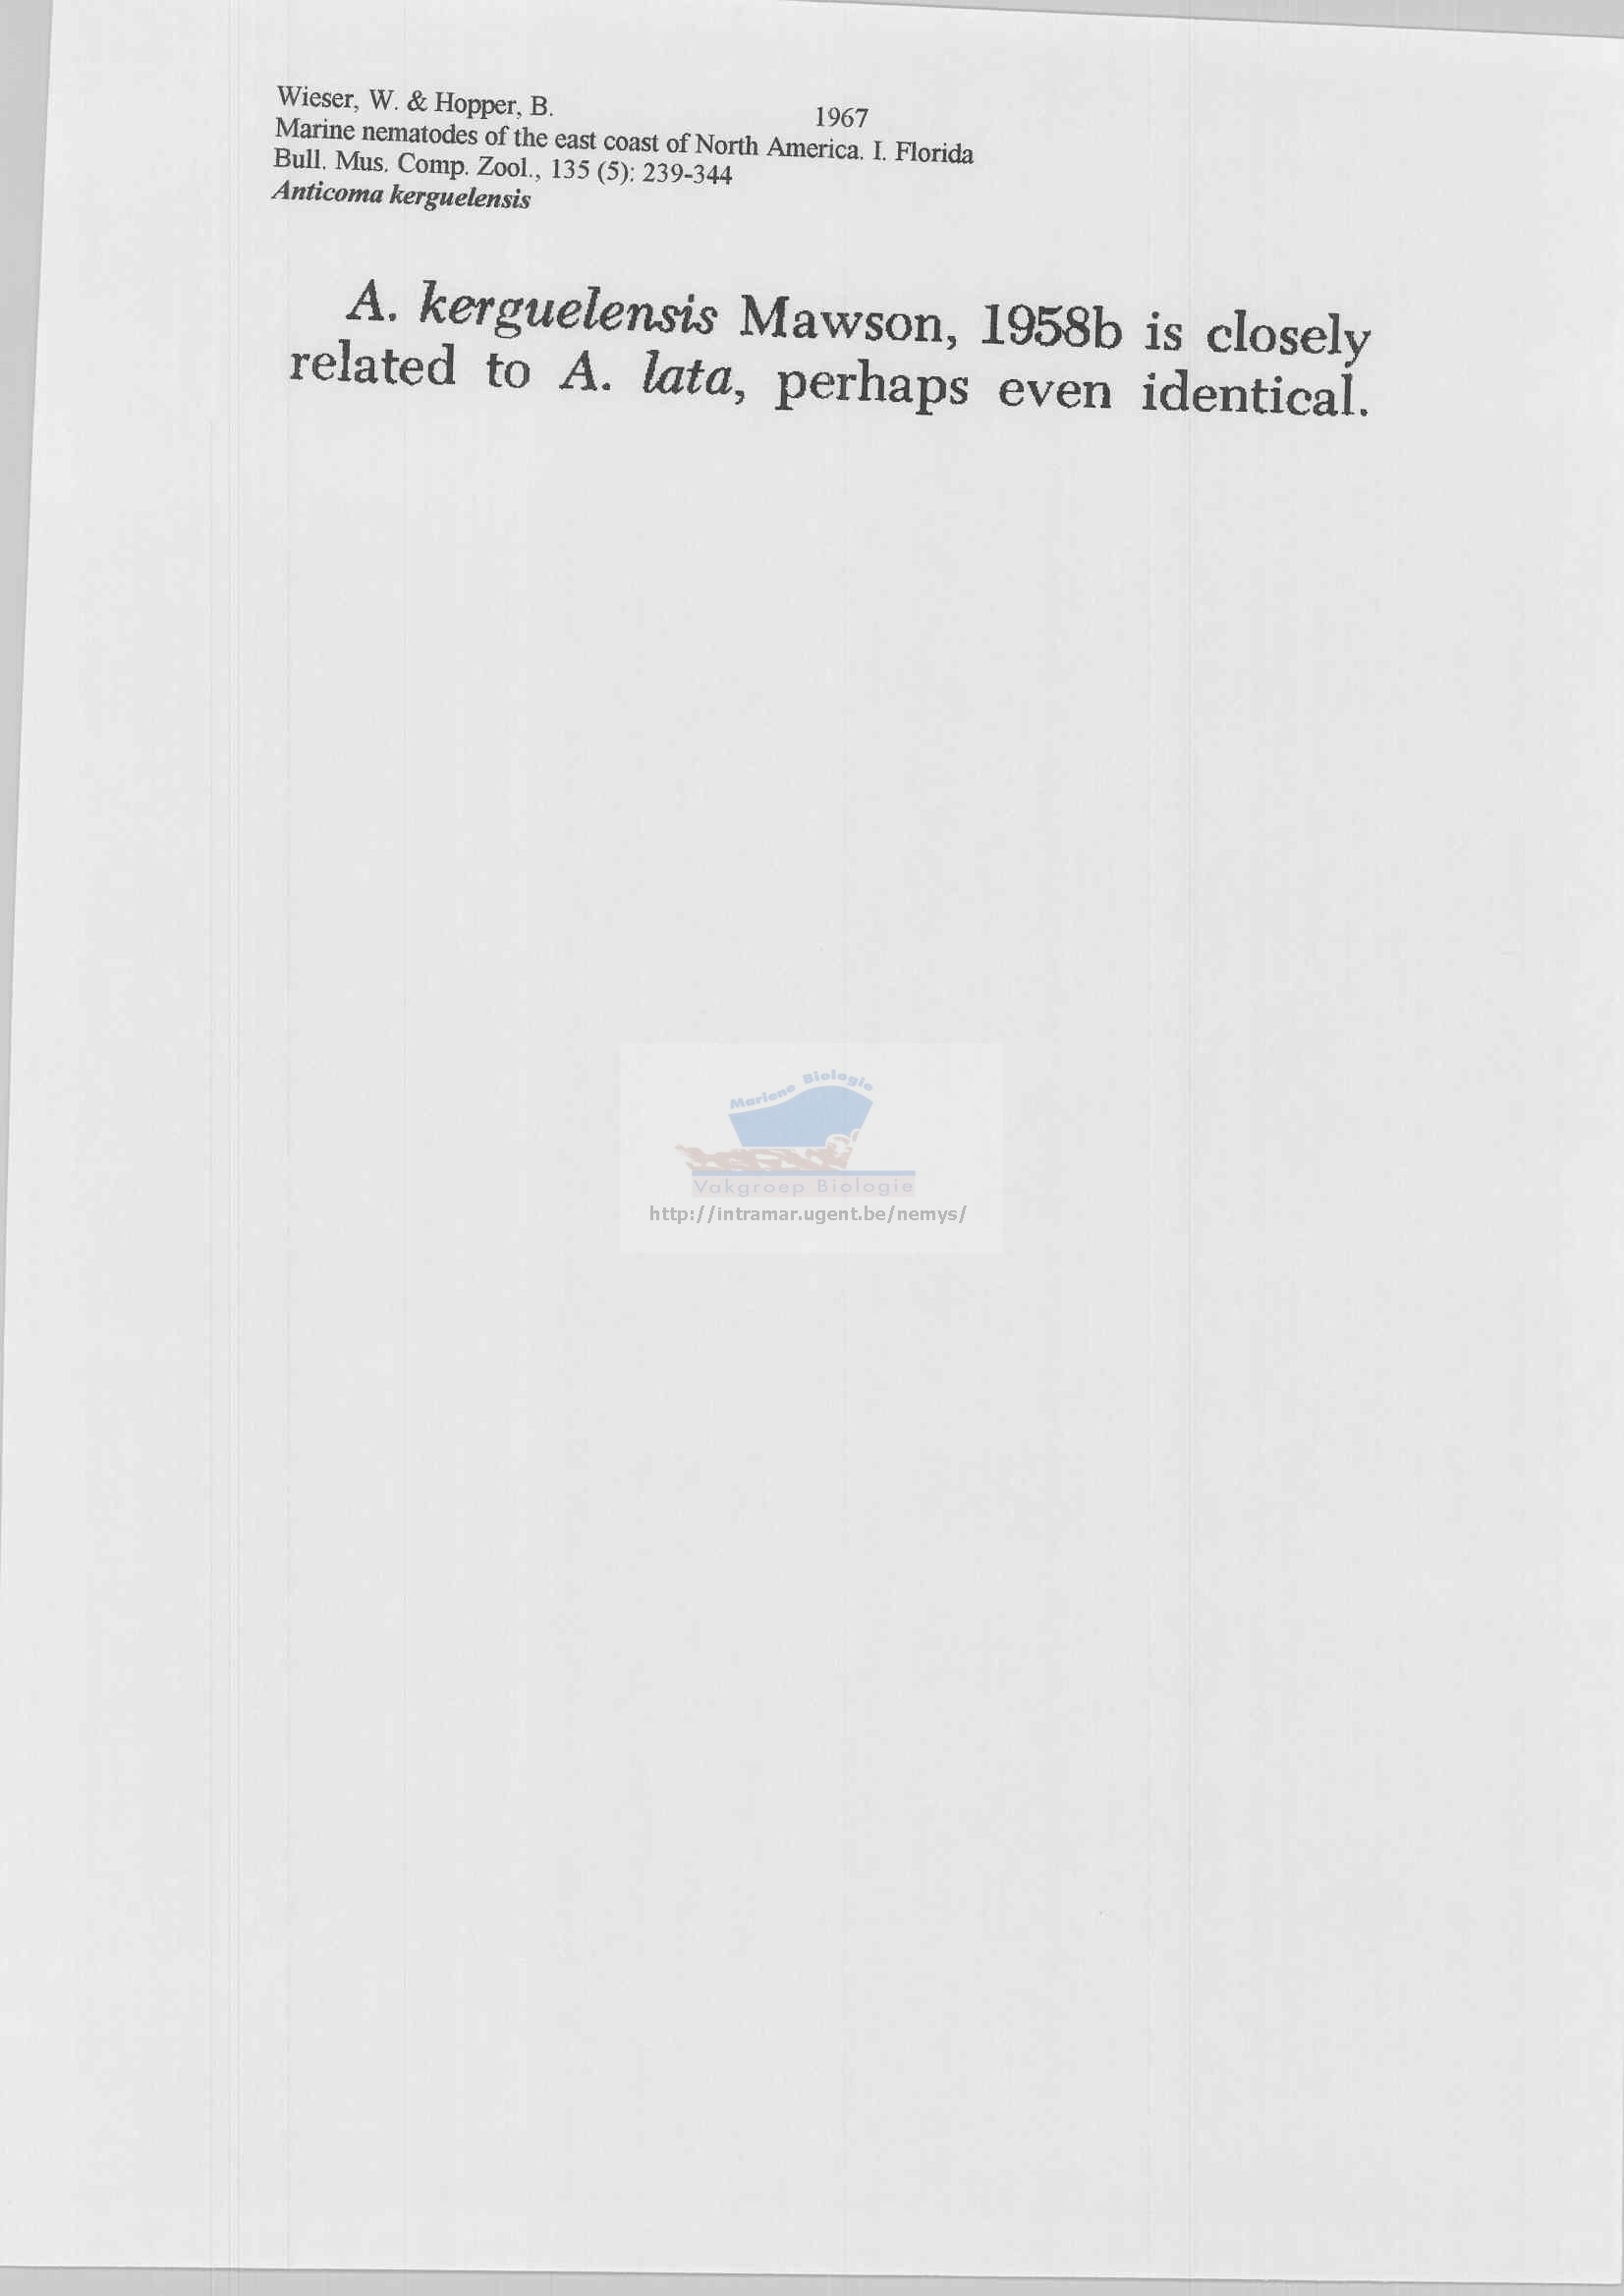 Wieser, W. & Hopper, B. 1967
Marine nematodes of the east coast of North America. I. Florida
Bull. Mus. Comp. Zool., 135 (5): 239-344
Anticoma kerguelensis
A. kerguelensis Mawson, 1958b is closely
related to A. lata, perhaps even identical.
Mariene Biologie
Vakgroep Biologie
http://intramar.ugent.be/nemys/